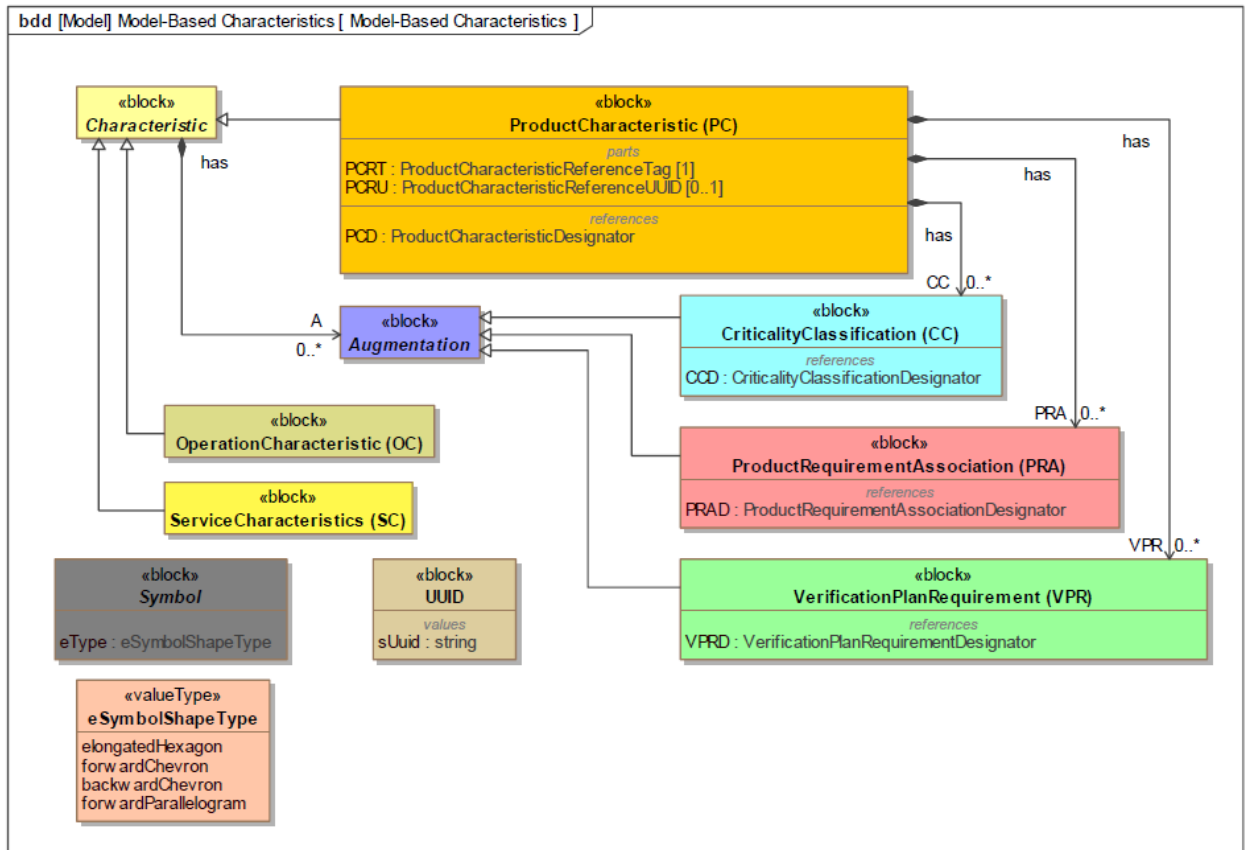 bdd [Model] Model-Based Characteristics [ Model-Based Characteristics ]
«block»
Characteristic
has
«block»
ProductCharacteristic (PC)
parts
PCRT : ProductCharacteristicReferenceTag [1]
PCRU : ProductCharacteristicReferenceUUID [0..1]
references
PCD : ProductCharacteristicDesignator
has
has
has
CC 0..*
A
0..*
«block»
Augmentation
«block»
CriticalityClassification (CC)
references
CCD : CriticalityClassificationDesignator
PRA 0..*
«block»
OperationCharacteristic (OC)
«block»
ProductRequirementAssociation (PRA)
references
PRAD : ProductRequirementAssociationDesignator
«block»
ServiceCharacteristics (SC)
VPR 0..*
«block»
Symbol
eType : eSymbolShapeType
«block»
UUID
values
sUuid : string
«block»
VerificationPlanRequirement (VPR)
references
VPRD : VerificationPlanRequirementDesignator
«valueType»
eSymbolShapeType
elongatedHexagon
forwardChevron
backwardChevron
forwardParallelogram